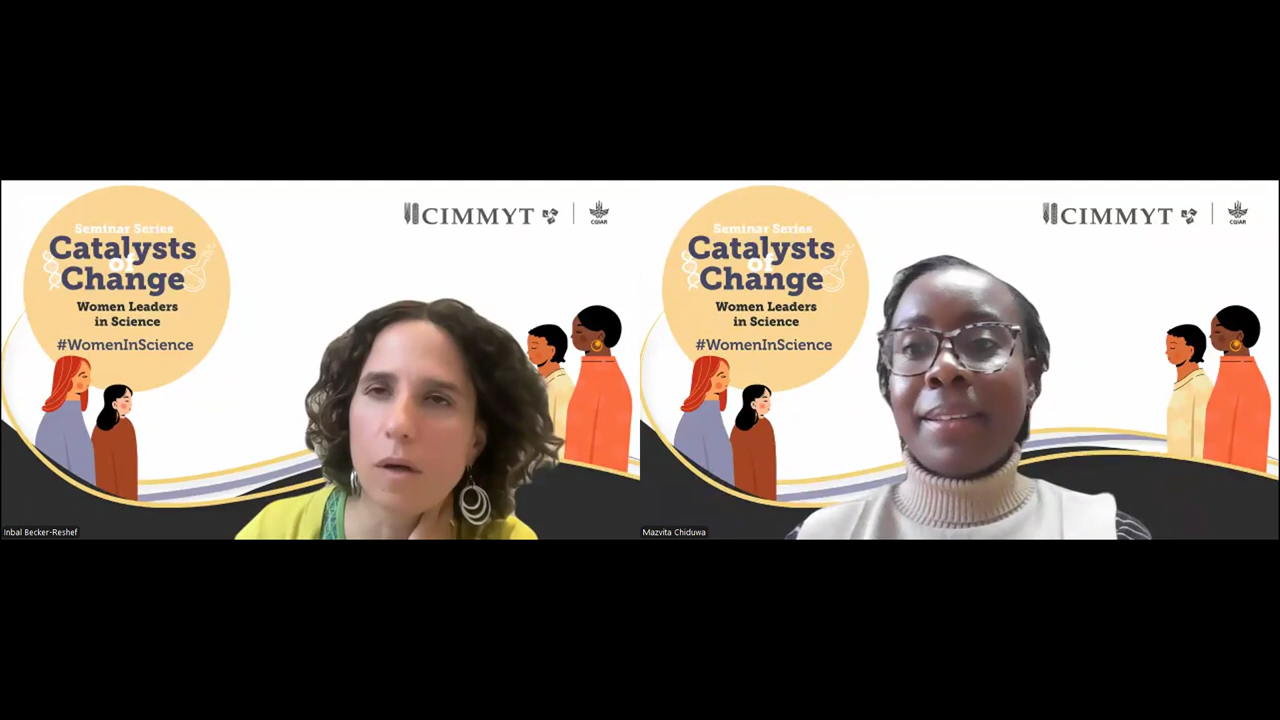 Seminar Series
Catalysts
of
Change
Women Leaders
in Science
#WomenInScience
CIMMYT
CGIAR
Inbal Becker-Reshef
Seminar Series
Catalysts
of
Change
Women Leaders
in Science
#WomenInScience
CIMMYT
CGIAR
Mazvita Chiduwa